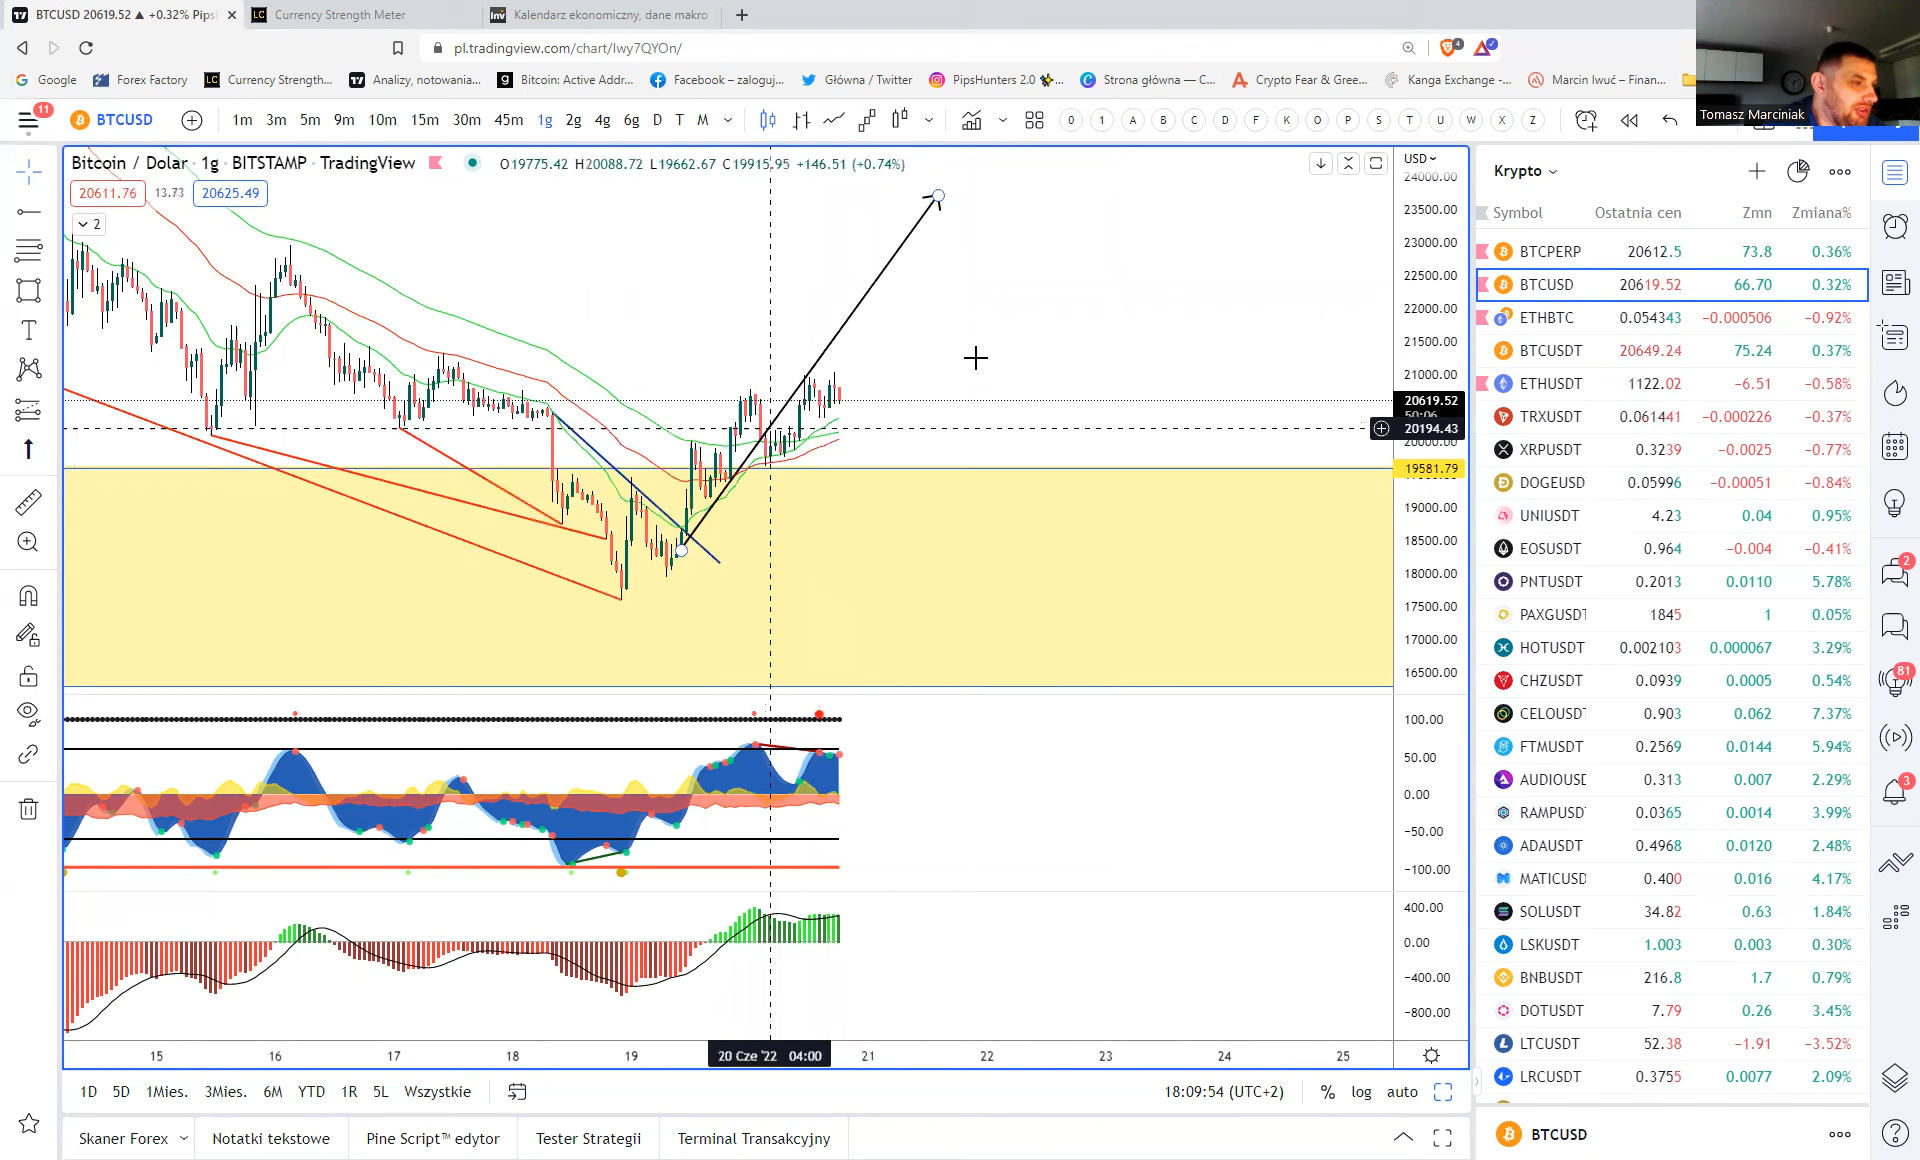 BTCUSD 20619.52 ▲ +0.32% Pips
Currency Strength Meter
Kalendarz ekonomiczny, dane makro
pl.tradingview.com/chart/Iwy7QYOn/
4
Google
Forex Factory
Currency Strength...
Analizy, notowania...
Bitcoin: Active Addr...
Facebook – zaloguj...
Główna / Twitter
PipsHunters 2.0
Strona główna — C...
Crypto Fear & Gree...
Kanga Exchange -...
Marcin Iwuć – Finan...
Tomasz Marciniak
11
BTCUSD
1m 3m 5m 9m 10m 15m 30m 45m 1g 2g 4g 6g D T M
0 1 A B C D F K O P S T U W X Z
Bitcoin / Dolar · 1g · BITSTAMP · TradingView
O19775.42 H20088.72 L19662.67 C19915.95 +146.51 (+0.74%)
20611.76 13.73 20625.49
2
USD
24000.00
23500.00
23000.00
22500.00
22000.00
21500.00
21000.00
20619.52
50:06
20194.43
20000.00
19581.79
19000.00
18500.00
18000.00
17500.00
17000.00
16500.00
100.00
50.00
0.00
−50.00
−100.00
400.00
0.00
−400.00
−800.00
15 16 17 18 19 20 Cze '22 04:00 21 22 23 24 25
1D 5D 1Mies. 3Mies. 6M YTD 1R 5L Wszystkie
18:09:54 (UTC+2) % log auto
Skaner Forex Notatki tekstowe Pine Script™ edytor Tester Strategii Terminal Transakcyjny
Krypto
Symbol Ostatnia cen Zmn Zmiana%
BTCPERP 20612.5 73.8 0.36%
BTCUSD 20619.52 66.70 0.32%
ETHBTC 0.054343 −0.000506 −0.92%
BTCUSDT 20649.24 75.24 0.37%
ETHUSDT 1122.02 −6.51 −0.58%
TRXUSDT 0.061441 −0.000226 −0.37%
XRPUSDT 0.3239 −0.0025 −0.77%
DOGEUSD 0.05996 −0.00051 −0.84%
UNIUSDT 4.23 0.04 0.95%
EOSUSDT 0.964 −0.004 −0.41%
PNTUSDT 0.2013 0.0110 5.78%
PAXGUSDT 1845 1 0.05%
HOTUSDT 0.002103 0.000067 3.29%
CHZUSDT 0.0939 0.0005 0.54%
CELOUSDT 0.903 0.062 7.37%
FTMUSDT 0.2569 0.0144 5.94%
AUDIOUSD 0.313 0.007 2.29%
RAMPUSDT 0.0365 0.0014 3.99%
ADAUSDT 0.4968 0.0120 2.48%
MATICUSD 0.400 0.016 4.17%
SOLUSDT 34.82 0.63 1.84%
LSKUSDT 1.003 0.003 0.30%
BNBUSDT 216.8 1.7 0.79%
DOTUSDT 7.79 0.26 3.45%
LTCUSDT 52.38 −1.91 −3.52%
LRCUSDT 0.3755 0.0077 2.09%
BTCUSD
2
81
3